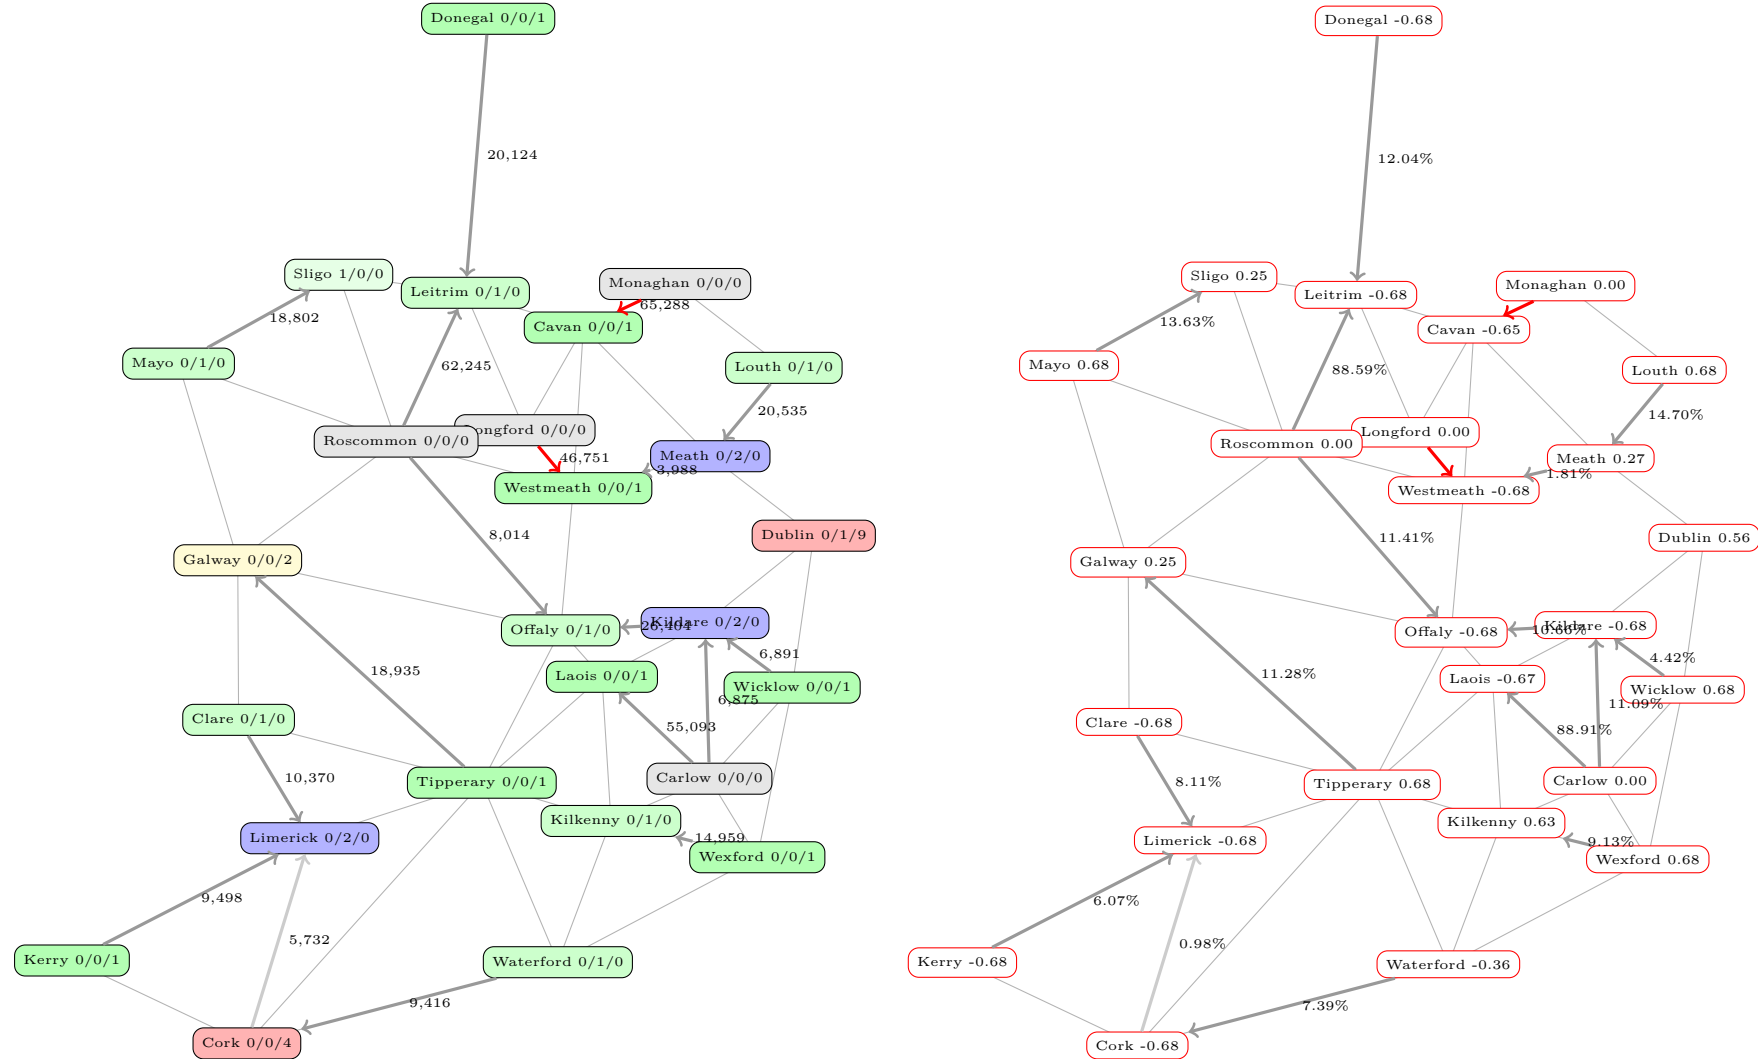 Donegal 0/0/1
20,124
Sligo 1/0/0
Leitrim 0/1/0
Monaghan 0/0/0
65,288
18,802
Cavan 0/0/1
Mayo 0/1/0
62,245
Louth 0/1/0
20,535
Roscommon 0/0/0
ongford 0/0/0
46,751
Meath 0/2/0
3,988
Westmeath 0/0/1
8,014
Dublin 0/1/9
Galway 0/0/2
Offaly 0/1/0
26,404
Kildare 0/2/0
6,891
18,935
Laois 0/0/1
Wicklow 0/0/1
6,875
Clare 0/1/0
55,093
10,370
Tipperary 0/0/1
Carlow 0/0/0
Limerick 0/2/0
Kilkenny 0/1/0
14,959
Wexford 0/0/1
9,498
5,732
Kerry 0/0/1
Waterford 0/1/0
9,416
Cork 0/0/4
Donegal -0.68
12.04%
Sligo 0.25
Leitrim -0.68
Monaghan 0.00
13.63%
Cavan -0.65
Mayo 0.68
88.59%
Louth 0.68
14.70%
Roscommon 0.00
Longford 0.00
Meath 0.27
1.81%
Westmeath -0.68
11.41%
Dublin 0.56
Galway 0.25
Offaly -0.68
10.66%
Kildare -0.68
4.42%
11.28%
Laois -0.67
Wicklow 0.68
11.09%
Clare -0.68
88.91%
8.11%
Tipperary 0.68
Carlow 0.00
Limerick -0.68
Kilkenny 0.63
9.13%
Wexford 0.68
6.07%
0.98%
Kerry -0.68
Waterford -0.36
7.39%
Cork -0.68